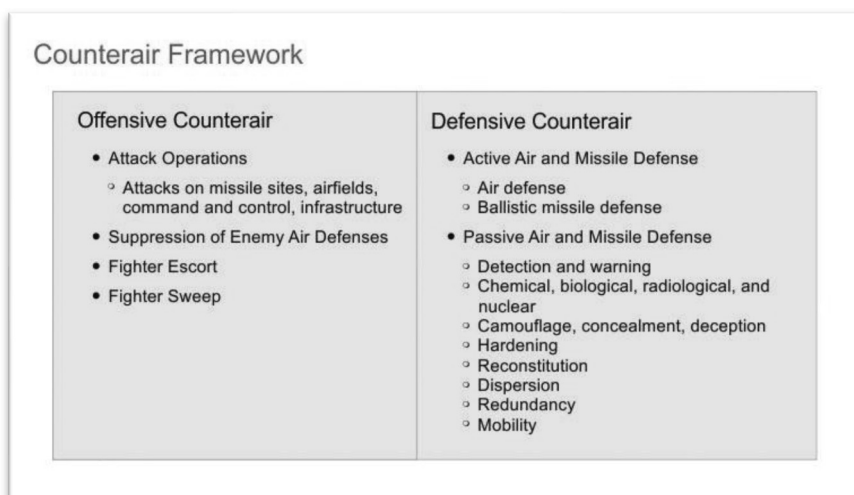 Counterair Framework
Offensive Counterair
• Attack Operations
◦ Attacks on missile sites, airfields,
command and control, infrastructure
• Suppression of Enemy Air Defenses
• Fighter Escort
• Fighter Sweep
Defensive Counterair
• Active Air and Missile Defense
◦ Air defense
◦ Ballistic missile defense
• Passive Air and Missile Defense
◦ Detection and warning
◦ Chemical, biological, radiological, and
nuclear
◦ Camouflage, concealment, deception
◦ Hardening
◦ Reconstitution
◦ Dispersion
◦ Redundancy
◦ Mobility